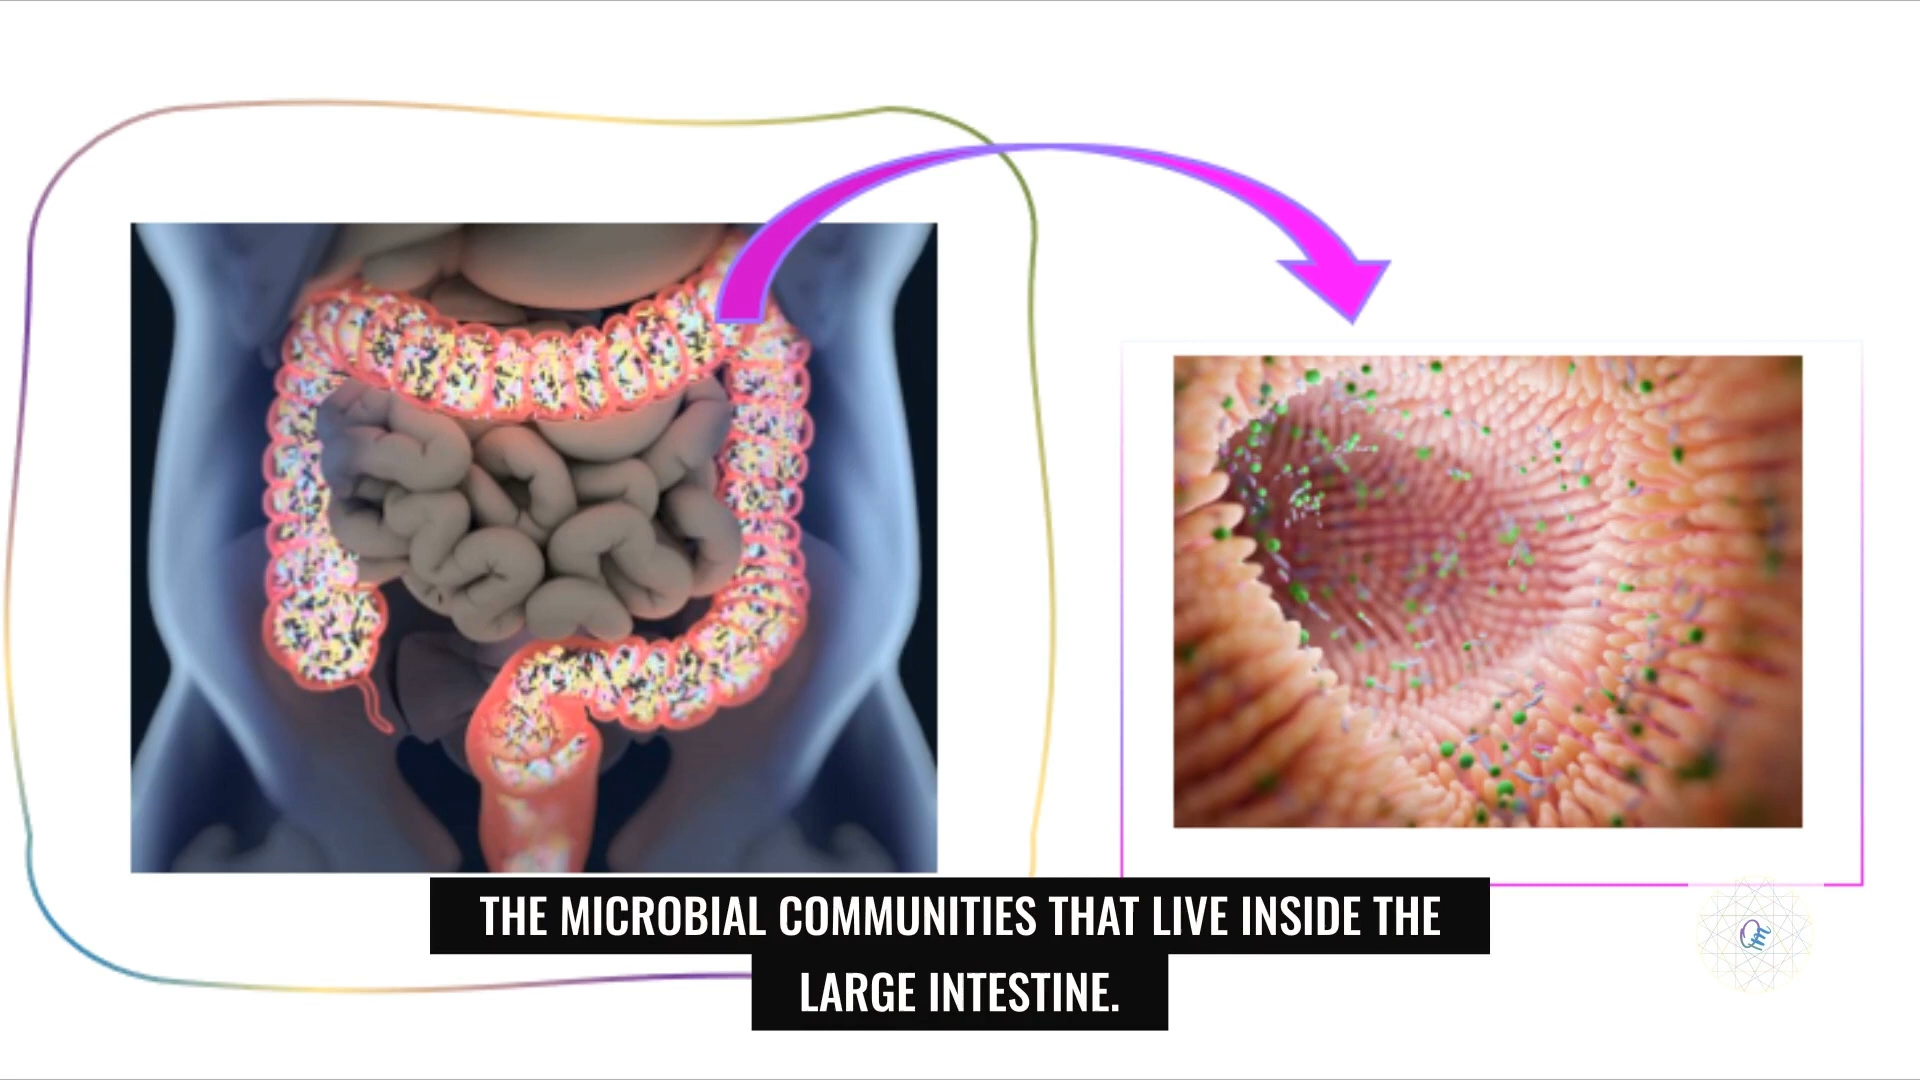 THE MICROBIAL COMMUNITIES THAT LIVE INSIDE THE
LARGE INTESTINE.